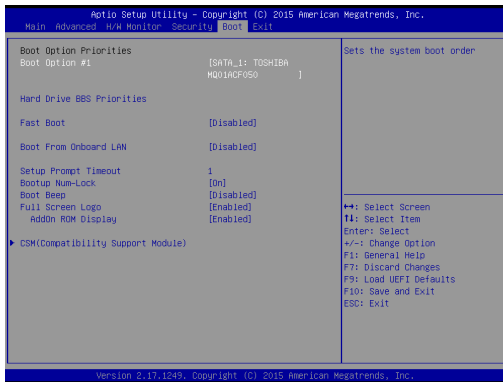 Aptio Setup Utility - Copyright (C) 2015 American Megatrends, Inc.
Main Advanced H/W Monitor Security Boot Exit
Boot Option Priorities
Boot Option #1 [SATA_1: TOSHIBA
MQ01ACF050 ]
Hard Drive BBS Priorities
Fast Boot [Disabled]
Boot From Onboard LAN [Disabled]
Setup Prompt Timeout 1
Bootup Num-Lock [On]
Boot Beep [Disabled]
Full Screen Logo [Enabled]
AddOn ROM Display [Enabled]
CSM(Compatibility Support Module)
Sets the system boot order
↔: Select Screen
↑↓: Select Item
Enter: Select
+/-: Change Option
F1: General Help
F7: Discard Changes
F9: Load UEFI Defaults
F10: Save and Exit
ESC: Exit
Version 2.17.1249. Copyright (C) 2015 American Megatrends, Inc.